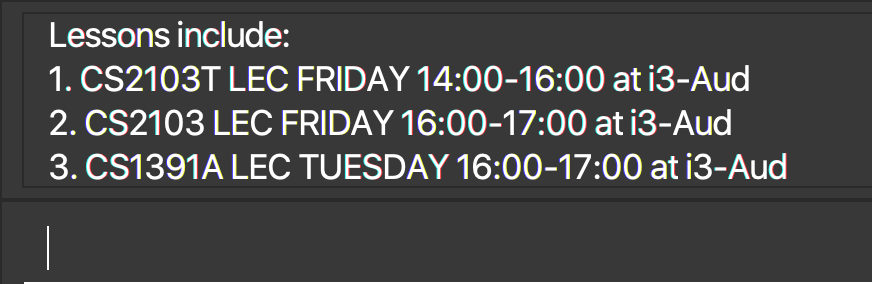 Lessons include:
1. CS2103T LEC FRIDAY 14:00-16:00 at i3-Aud
2. CS2103 LEC FRIDAY 16:00-17:00 at i3-Aud
3. CS1391A LEC TUESDAY 16:00-17:00 at i3-Aud